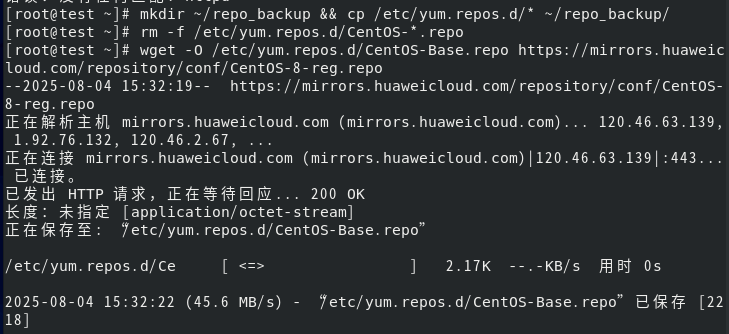 [root@test ~]# mkdir ~/repo_backup && cp /etc/yum.repos.d/* ~/repo_backup/
[root@test ~]# rm -f /etc/yum.repos.d/CentOS-*.repo
[root@test ~]# wget -O /etc/yum.repos.d/CentOS-Base.repo https://mirrors.huaweic
loud.com/repository/conf/CentOS-8-reg.repo
--2025-08-04 15:32:19--  https://mirrors.huaweicloud.com/repository/conf/CentOS-
8-reg.repo
正在解析主机 mirrors.huaweicloud.com (mirrors.huaweicloud.com)... 120.46.63.139,
 1.92.76.132, 120.46.2.67, ...
正在连接 mirrors.huaweicloud.com (mirrors.huaweicloud.com)|120.46.63.139|:443...
 已连接。
已发出 HTTP 请求，正在等待回应... 200 OK
长度：未指定 [application/octet-stream]
正在保存至: “/etc/yum.repos.d/CentOS-Base.repo”
/etc/yum.repos.d/Ce     [ <=>                ]   2.17K  --.-KB/s  用时 0s
2025-08-04 15:32:22 (45.6 MB/s) - “/etc/yum.repos.d/CentOS-Base.repo” 已保存 [22
18]